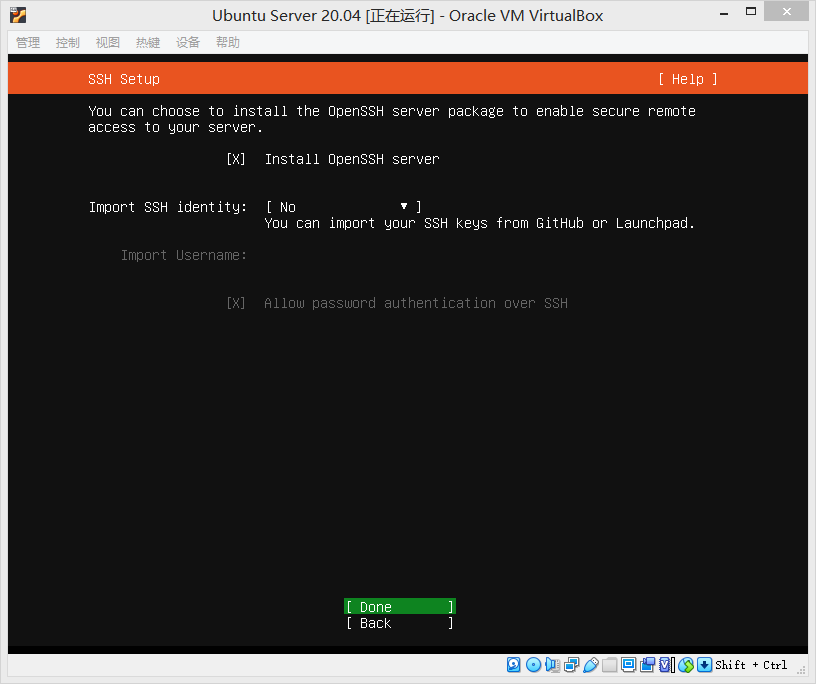 Ubuntu Server 20.04 [正在运行] - Oracle VM VirtualBox
管理 控制 视图 热键 设备 帮助
SSH Setup [ Help ]
You can choose to install the OpenSSH server package to enable secure remote
access to your server.
[X] Install OpenSSH server
Import SSH identity: [ No ▼ ]
You can import your SSH keys from GitHub or Launchpad.
Import Username:
[X] Allow password authentication over SSH
[ Done ]
[ Back ]
Shift + Ctrl